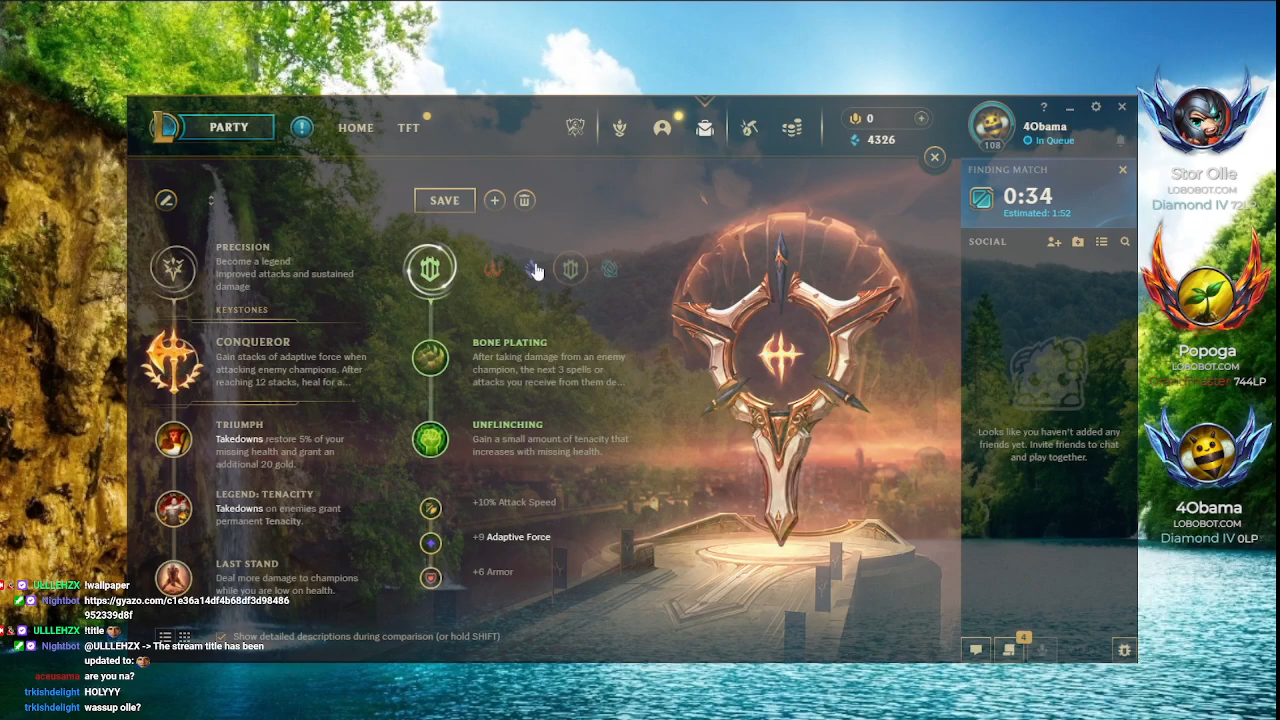 PARTY
HOME
TFT
0
4326
4Obama
In Queue
108
FINDING MATCH
0:34
Estimated: 1:52
SOCIAL
Looks like you haven't added any
friends yet. Invite friends to chat
and play together.
4
SAVE
PRECISION
Become a legend
Improved attacks and sustained
damage
KEYSTONES
CONQUEROR
Gain stacks of adaptive force when
attacking enemy champions. After
reaching 12 stacks, heal for a...
TRIUMPH
Takedowns restore 5% of your
missing health and grant an
additional 20 gold.
LEGEND: TENACITY
Takedowns on enemies grant
permanent Tenacity.
LAST STAND
Deal more damage to champions
while you are low on health.
BONE PLATING
After taking damage from an enemy
champion, the next 3 spells or
attacks you receive from them de...
UNFLINCHING
Gain a small amount of tenacity that
increases with missing health.
+10% Attack Speed
+9 Adaptive Force
+6 Armor
Show detailed descriptions during comparison (or hold SHIFT)
Stor Olle
LOBOBOT.COM
Diamond IV
Popoga
LOBOBOT.COM
Grandmaster 744LP
4Obama
LOBOBOT.COM
Diamond IV 0LP
ULLLEHZX !wallpaper
Nightbot https://gyazo.com/c1e36a14df4b68df3d98486
952339d8f
ULLLEHZX !title
Nightbot @ULLLEHZX -> The stream title has been
updated to:
aceusama are you na?
trkishdelight HOLYYY
trkishdelight wassup olle?